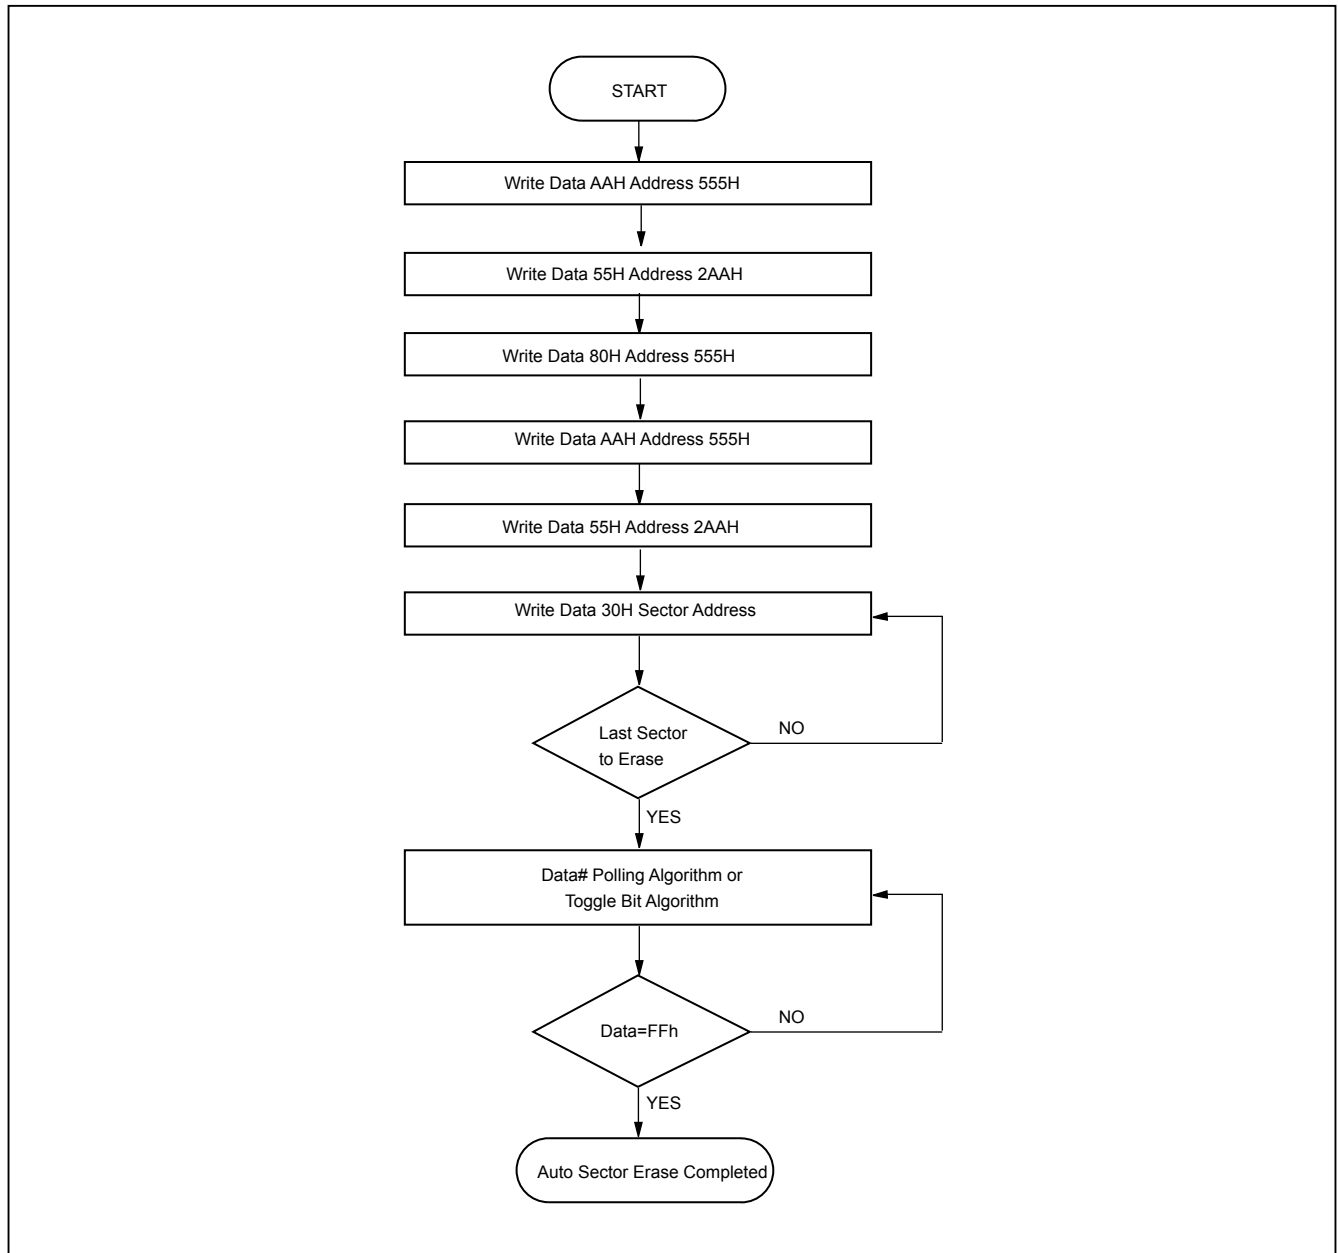 START
Write Data AAH Address 555H
Write Data 55H Address 2AAH
Write Data 80H Address 555H
Write Data AAH Address 555H
Write Data 55H Address 2AAH
Write Data 30H Sector Address
Last Sector
to Erase
NO
YES
Data# Polling Algorithm or
Toggle Bit Algorithm
Data=FFh
NO
YES
Auto Sector Erase Completed